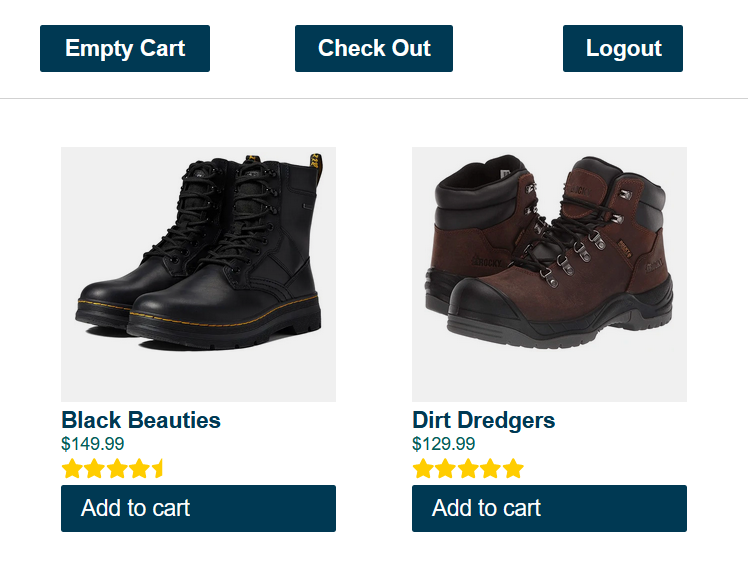 Empty Cart
Check Out
Logout
Black Beauties
Dirt Dredgers
$149.99
$129.99
Add to cart
Add to cart